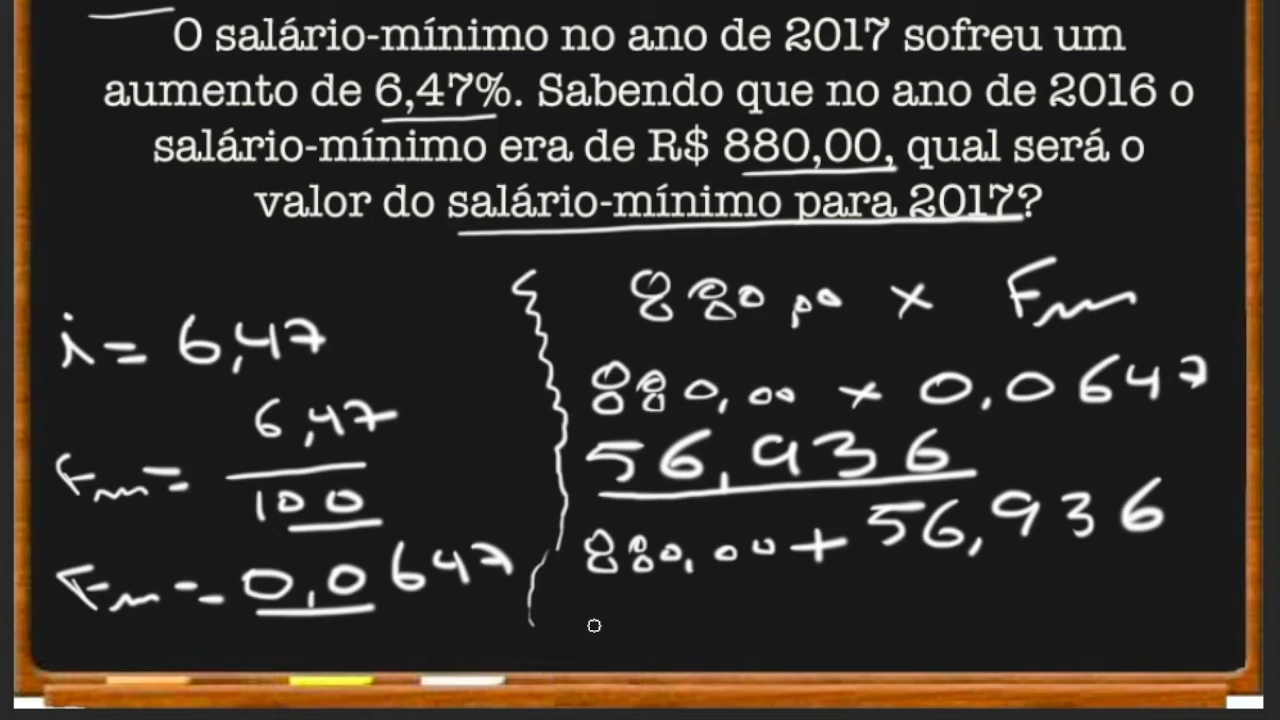 O salário-mínimo no ano de 2017 sofreu um
aumento de 6,47%. Sabendo que no ano de 2016 o
salário-mínimo era de R$ 880,00, qual será o
valor do salário-mínimo para 2017?
i= 6,47
6,47
Fm=
100
Fm= 0,0647
880,00 x Fm
880,00 x 0,0647
56,936
880,00 + 56,936